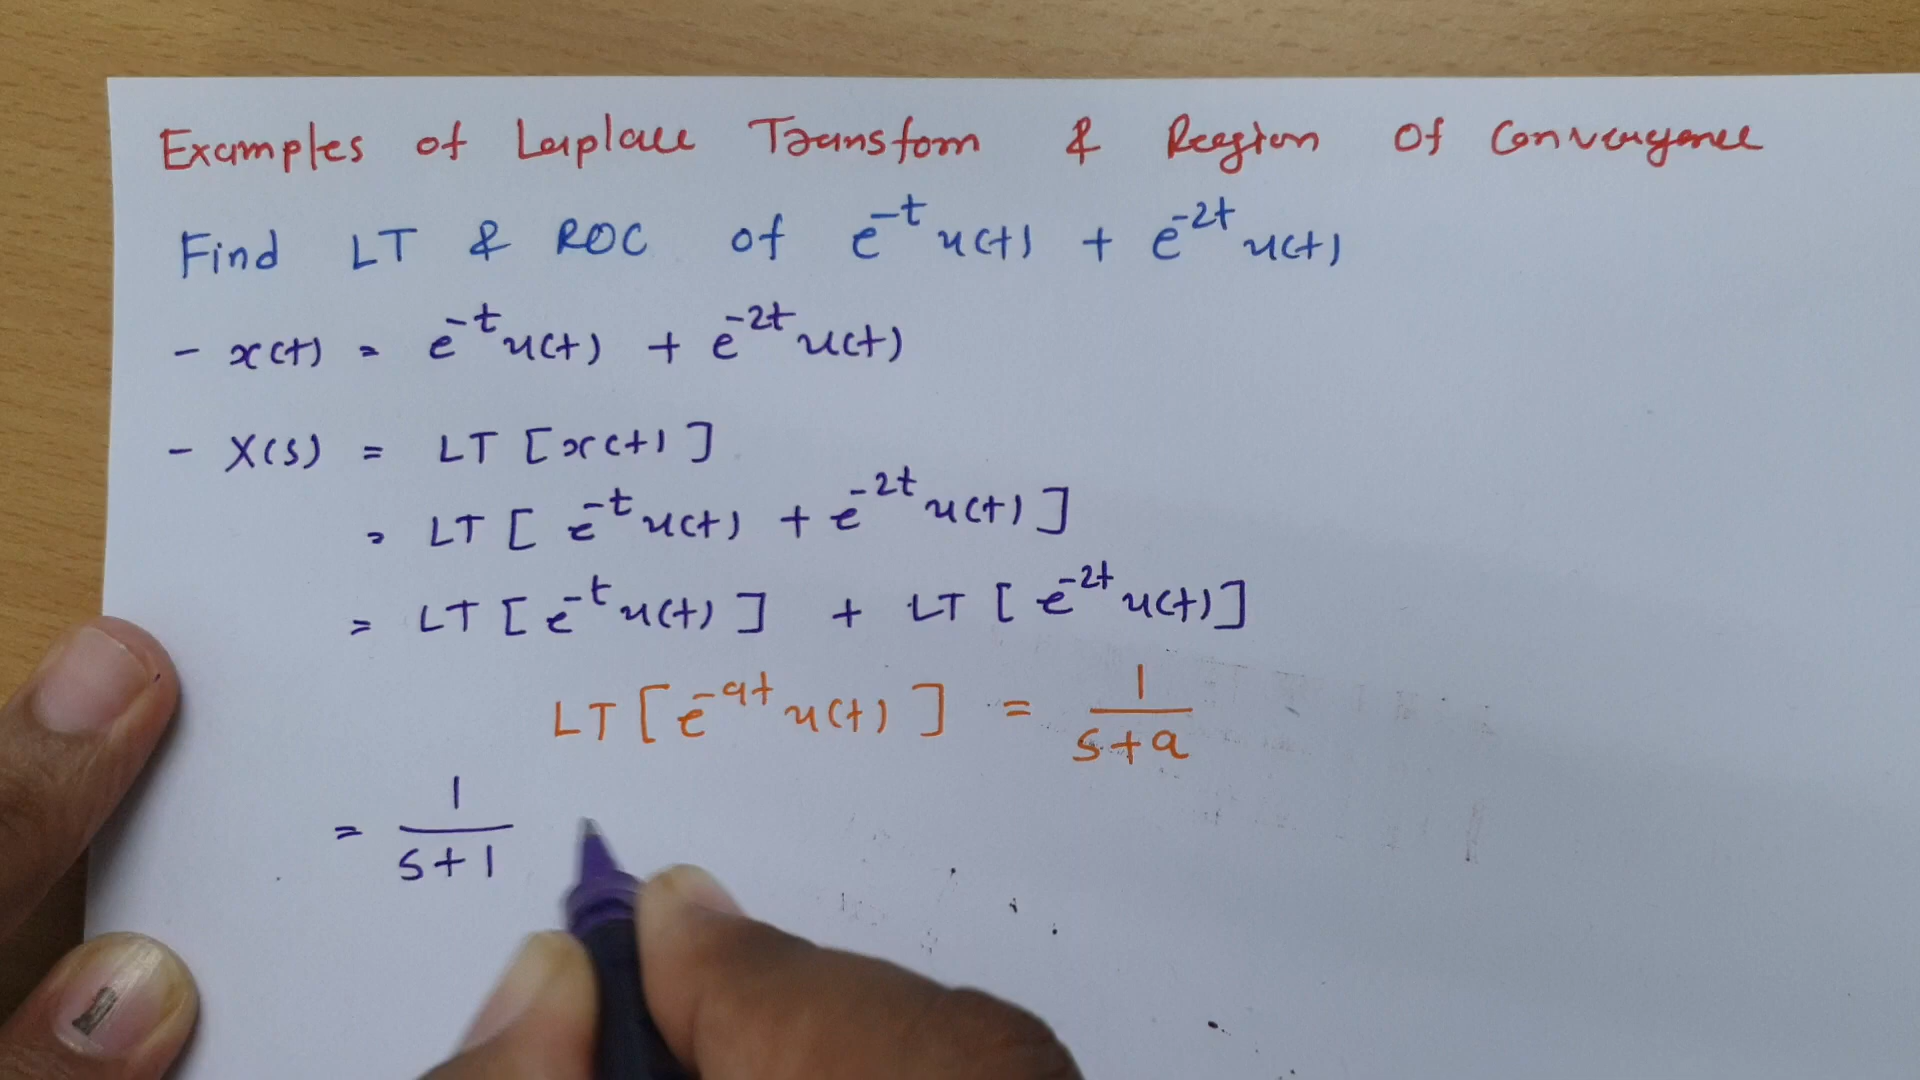 Examples of Laplace Transfom & Region Of Convergence
Find LT & ROC of e^-t u(t) + e^-2t u(t)
- x(t) = e^-t u(t) + e^-2t u(t)
- X(s) = LT [x(t)]
= LT [ e^-t u(t) + e^-2t u(t) ]
= LT [ e^-t u(t) ] + LT [ e^-2t u(t) ]
LT [ e^-at u(t) ] = 1/(s+a)
= 1/(s+1)